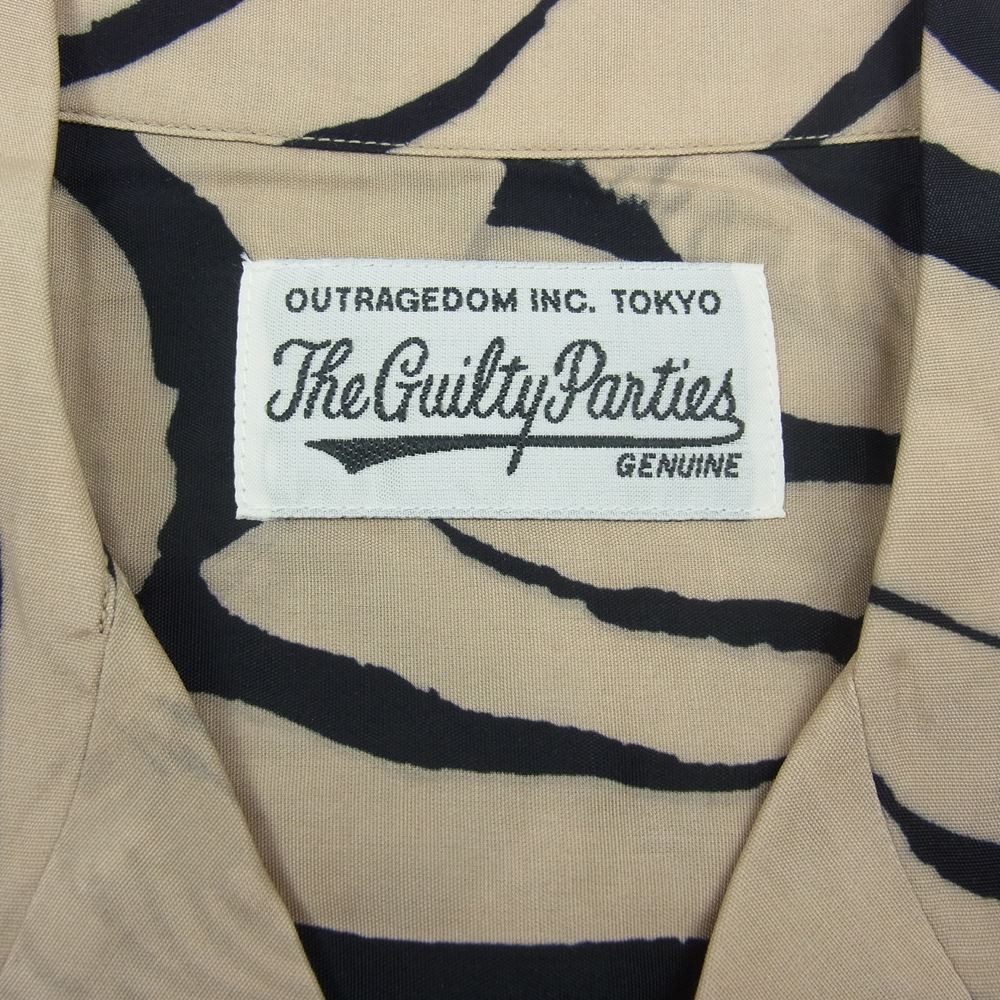 OUTRAGEDOM INC. TOKYO
The Guilty Parties
GENUINE